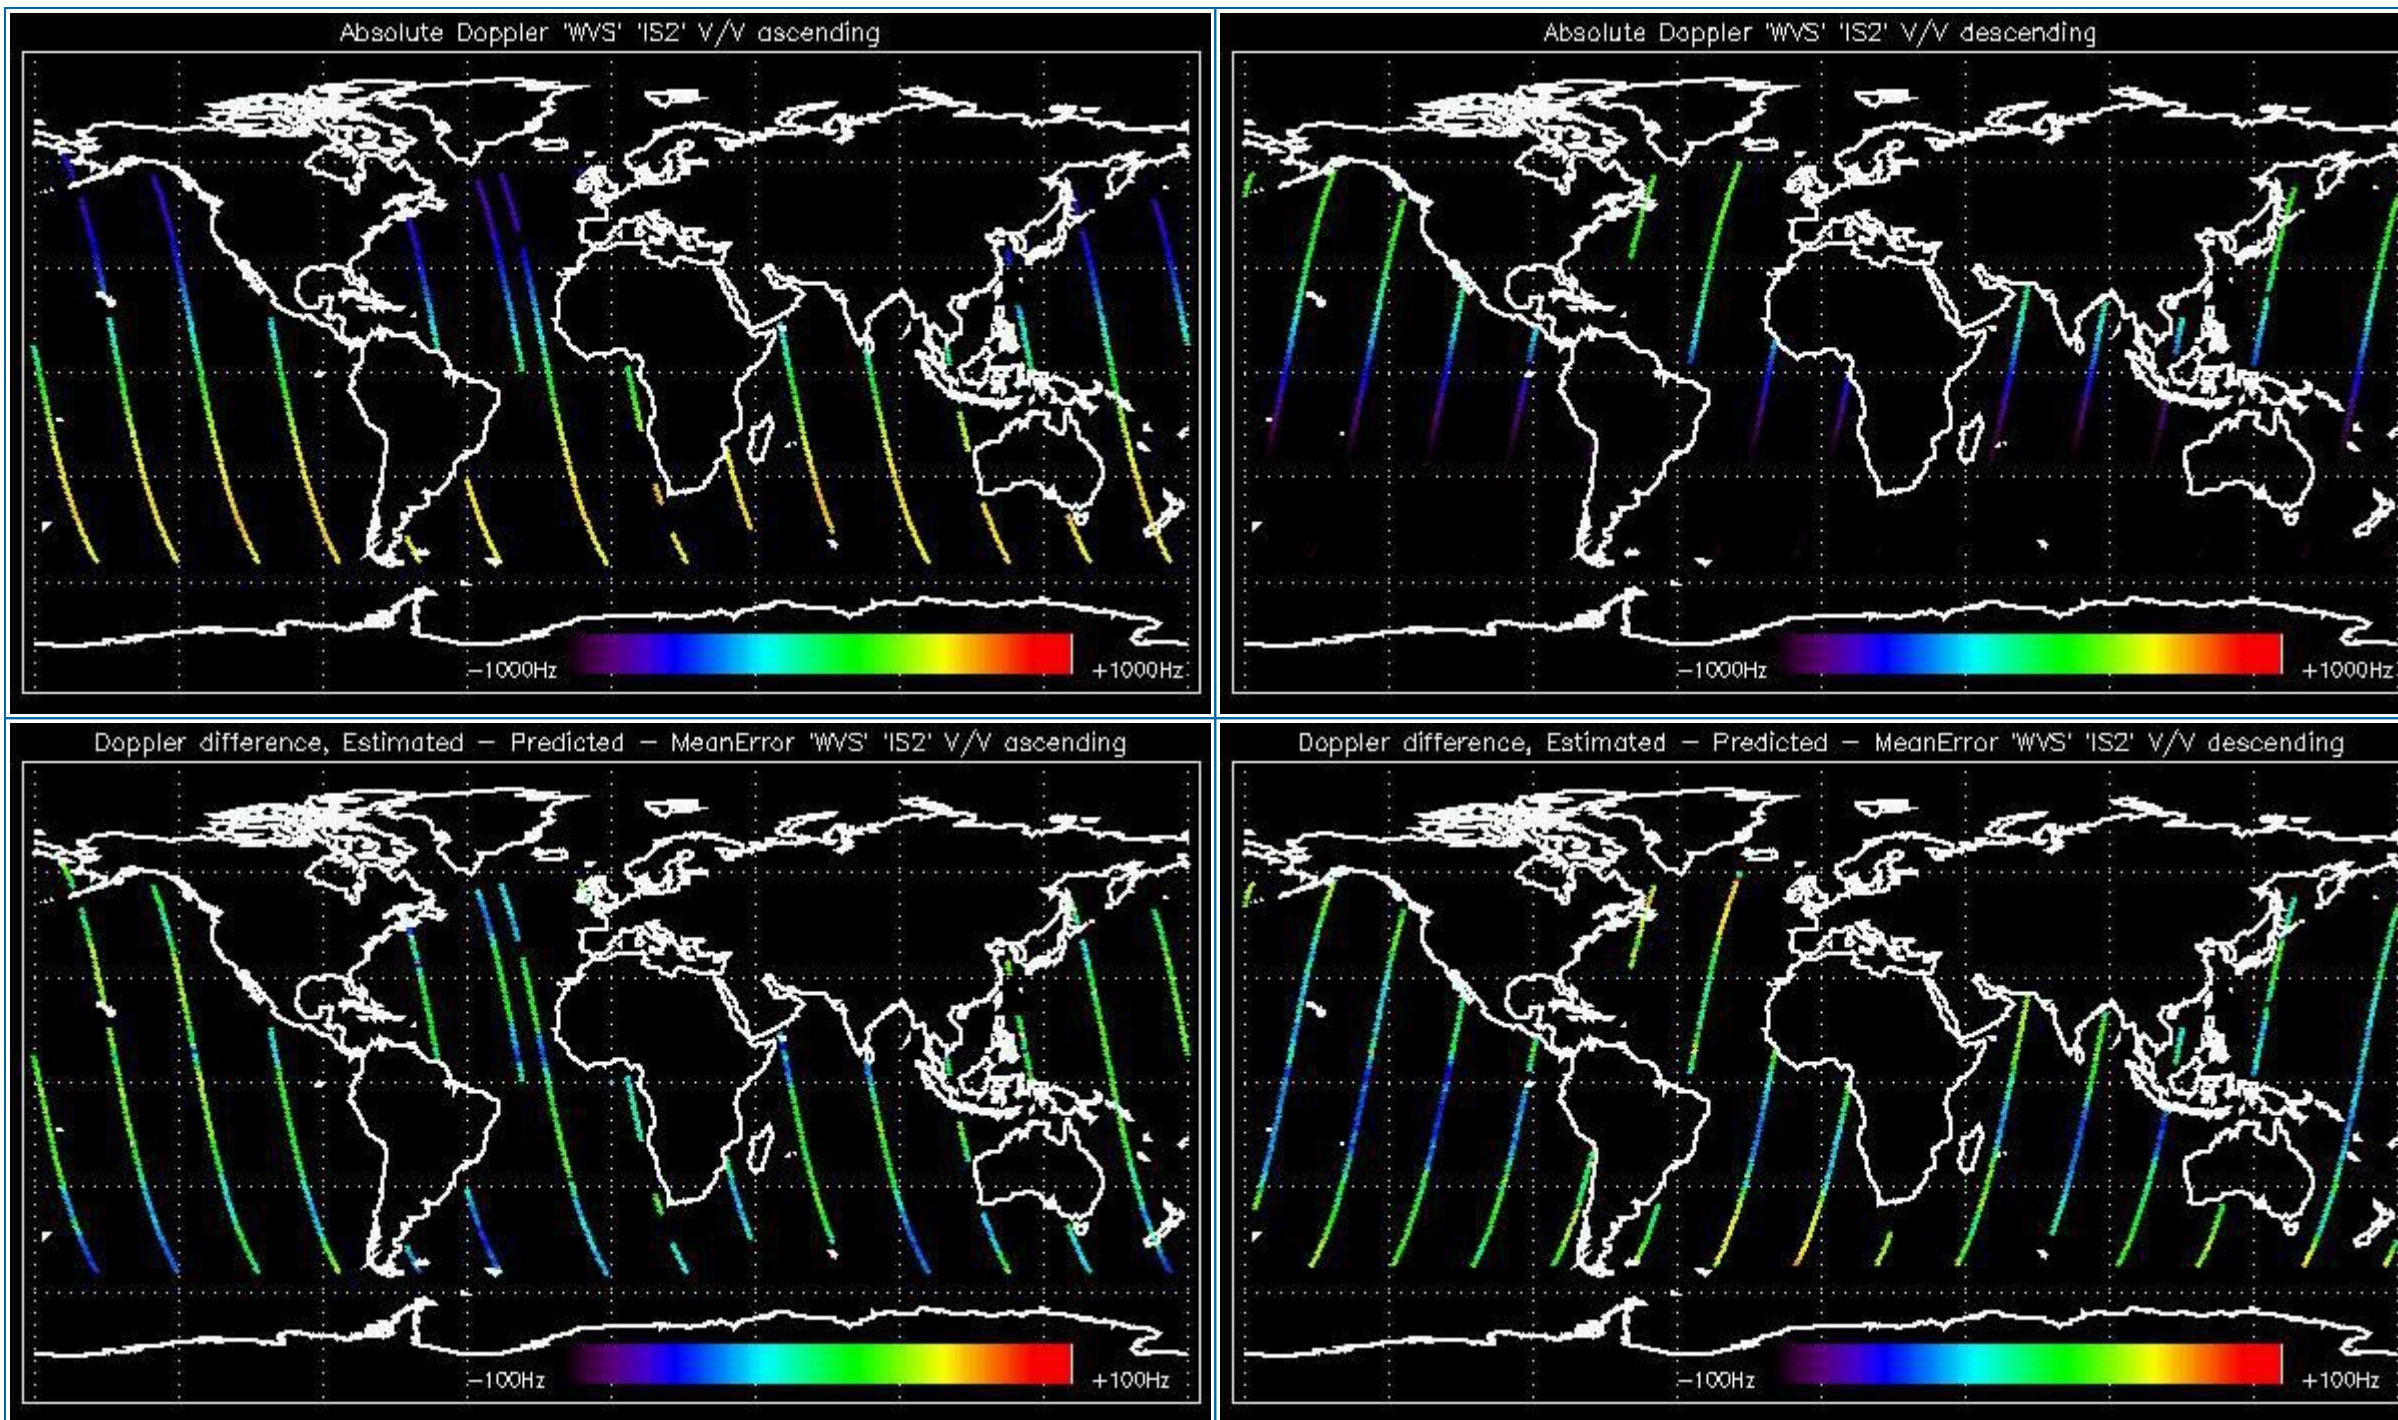 Absolute Doppler 'WVS' 'IS2' V/V ascending
-1000Hz
+1000Hz
Absolute Doppler 'WVS' 'IS2' V/V descending
-1000Hz
+1000Hz
Doppler difference, Estimated - Predicted - MeanError 'WVS' 'IS2' V/V ascending
-100Hz
+100Hz
Doppler difference, Estimated - Predicted - MeanError 'WVS' 'IS2' V/V descending
-100Hz
+100Hz